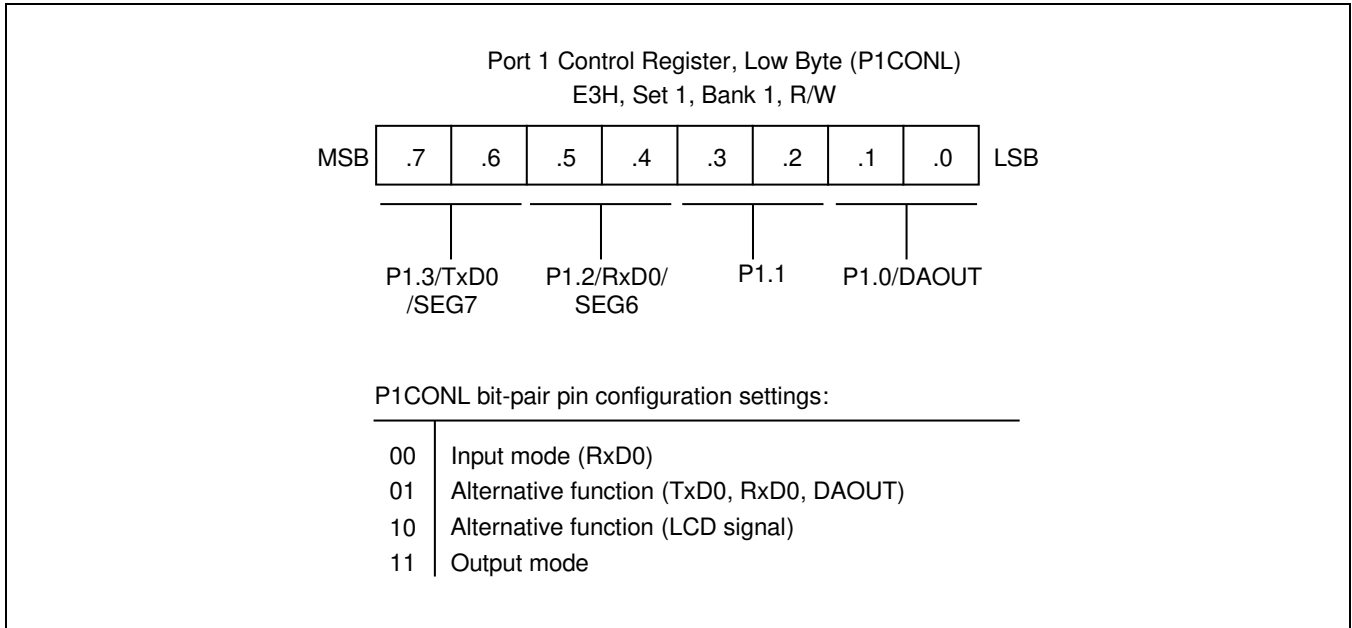 Port 1 Control Register, Low Byte (P1CONL)
E3H, Set 1, Bank 1, R/W
MSB .7 .6 .5 .4 .3 .2 .1 .0 LSB
P1.3/TxD0 P1.2/RxD0/ P1.1 P1.0/DAOUT
/SEG7 SEG6
P1CONL bit-pair pin configuration settings:
00 Input mode (RxD0)
01 Alternative function (TxD0, RxD0, DAOUT)
10 Alternative function (LCD signal)
11 Output mode